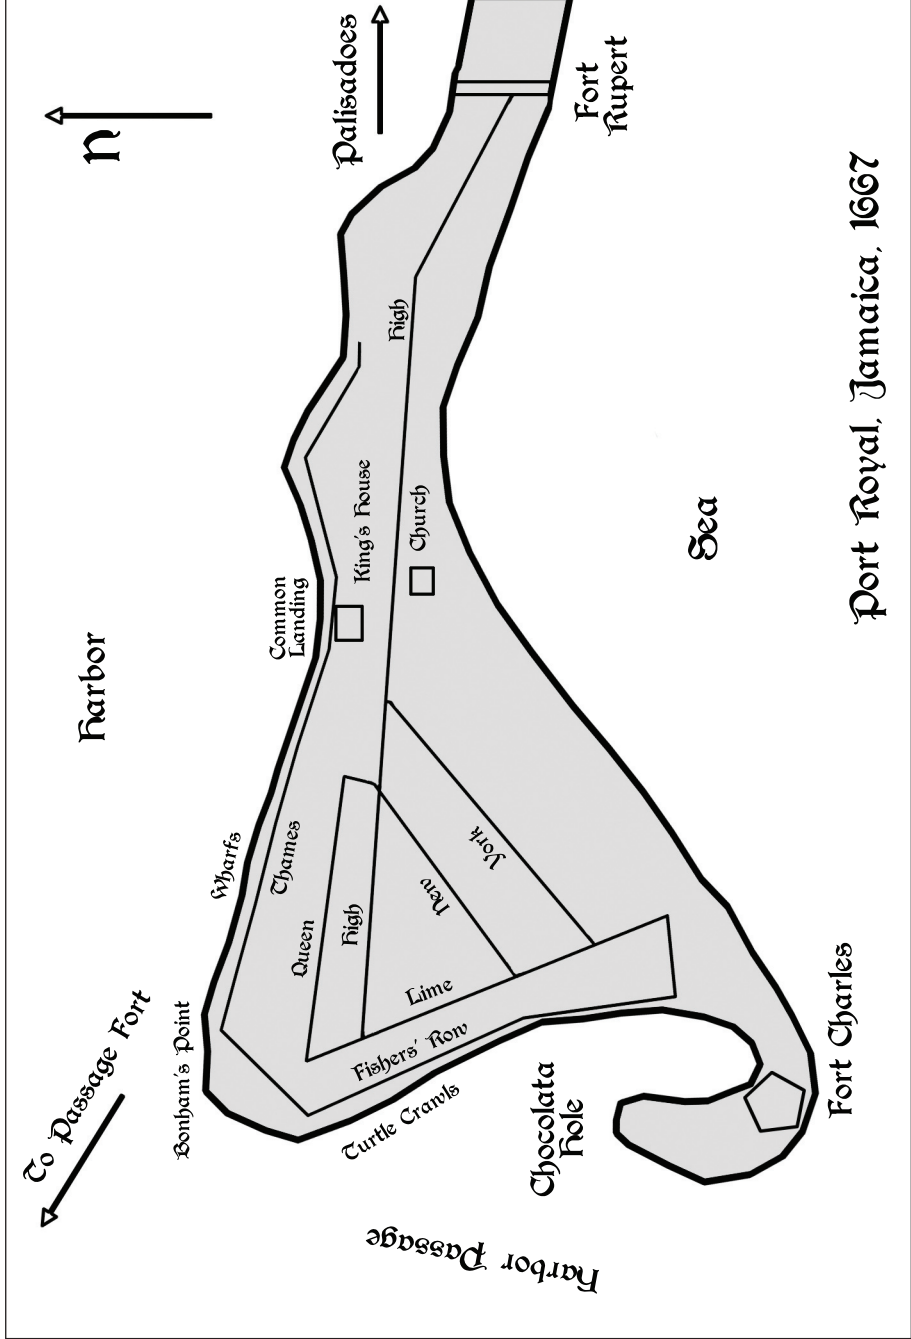 To Passage Fort
Harbor
N
Bonham's Point
Wharfs
Thames
Common
Landing
Queen
Palisadoes
High
King's House
High
Turtle Crawls
Fishers' Row
Lime
New
Church
York
Harbor Passage
Chocolata
Hole
Fort
Rupert
Sea
Fort Charles
Port Royal, Jamaica, 1667